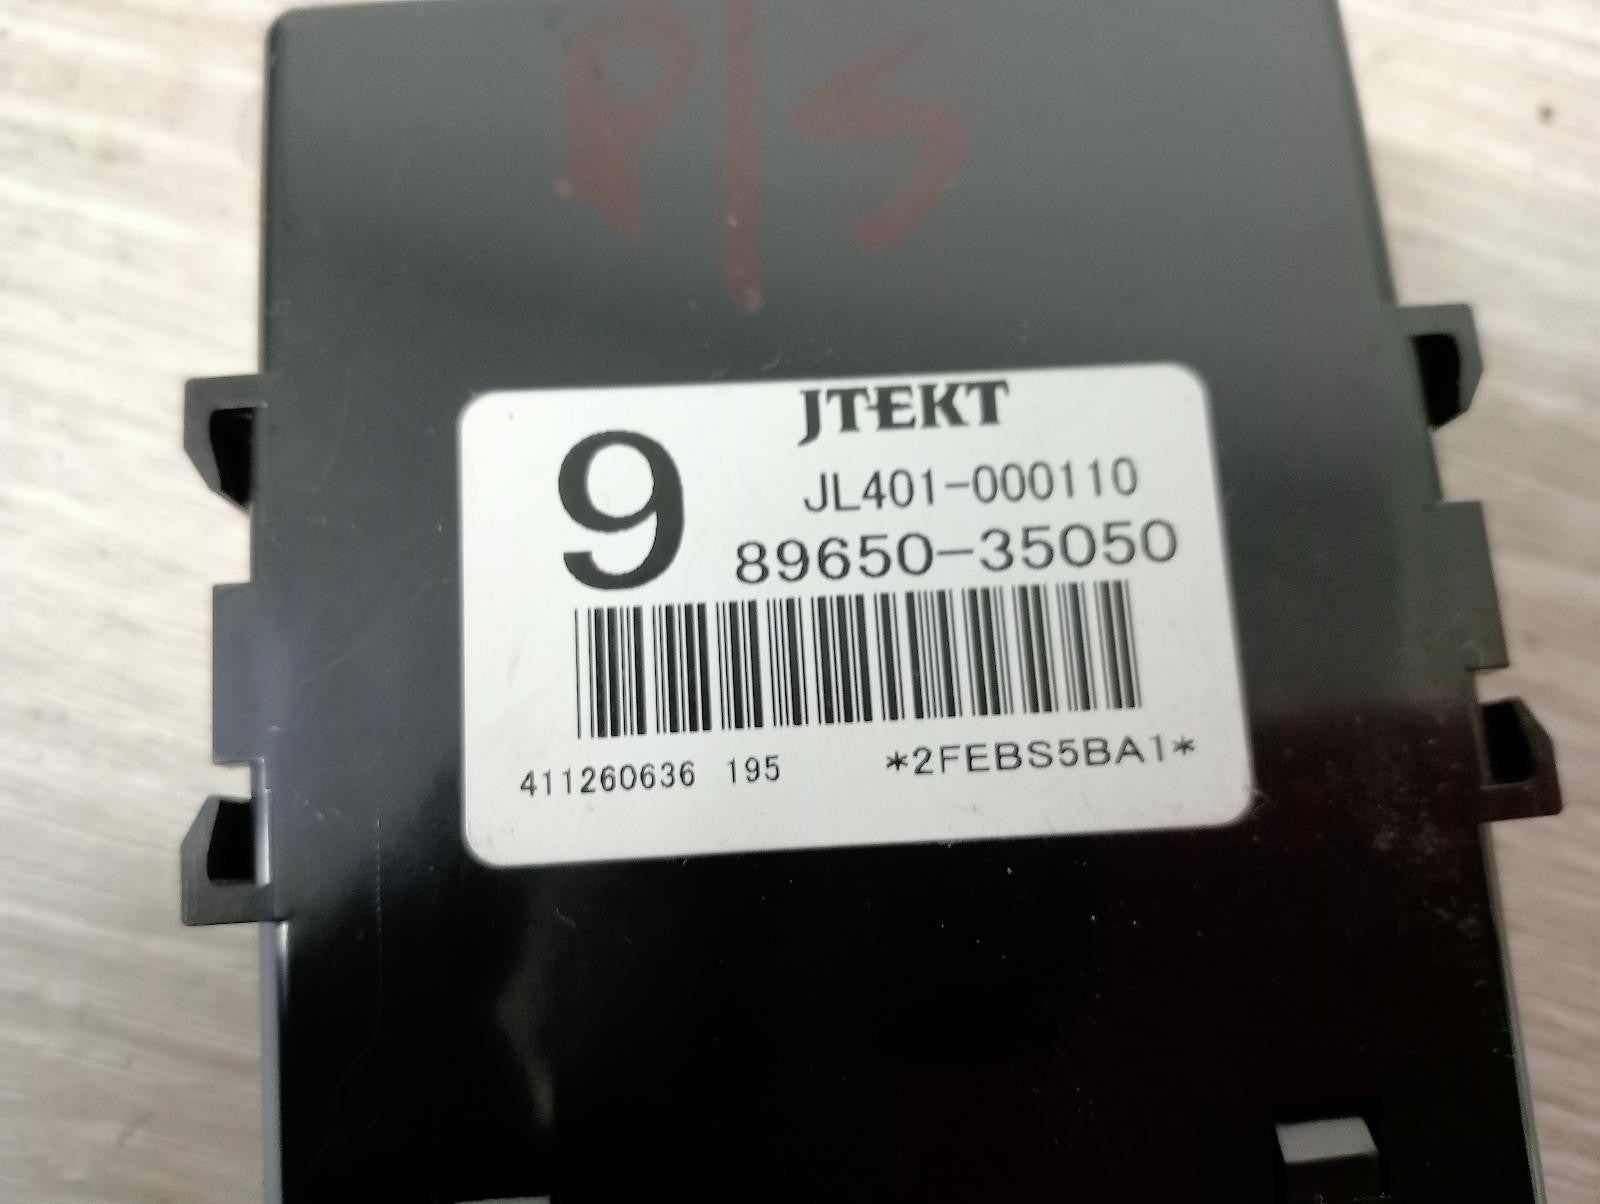 P/S
JTEKT
9
JL401-000110
89650-35050
411260636 195 *2FEBS5BA1*